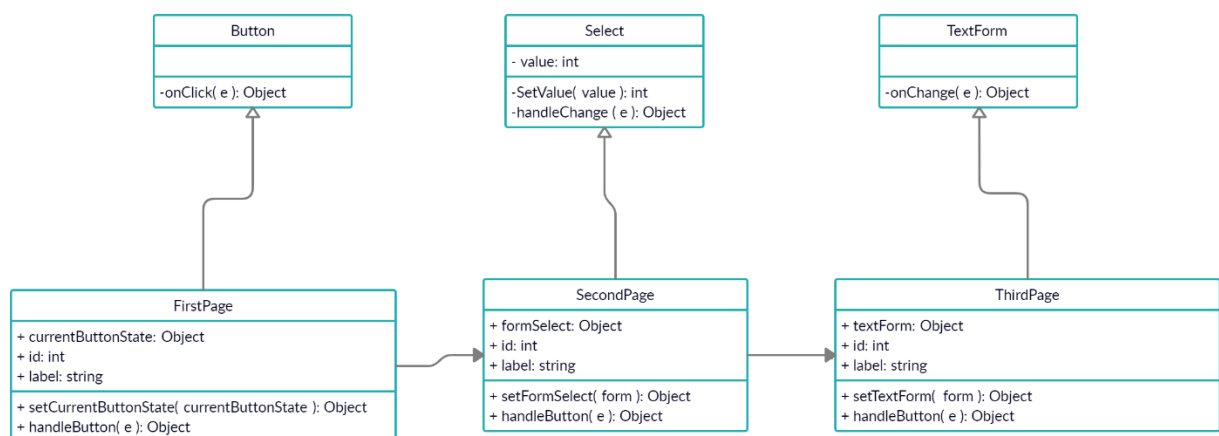 Button
-onClick( e ): Object
Select
- value: int
-SetValue( value ): int
-handleChange ( e ): Object
TextForm
-onChange( e ): Object
FirstPage
+ currentButtonState: Object
+ id: int
+ label: string
+ setCurrentButtonState( currentButtonState ): Object
+ handleButton( e ): Object
SecondPage
+ formSelect: Object
+ id: int
+ label: string
+ setFormSelect( form ): Object
+ handleButton( e ): Object
ThirdPage
+ textForm: Object
+ id: int
+ label: string
+ setTextForm(  form ): Object
+ handleButton( e ): Object